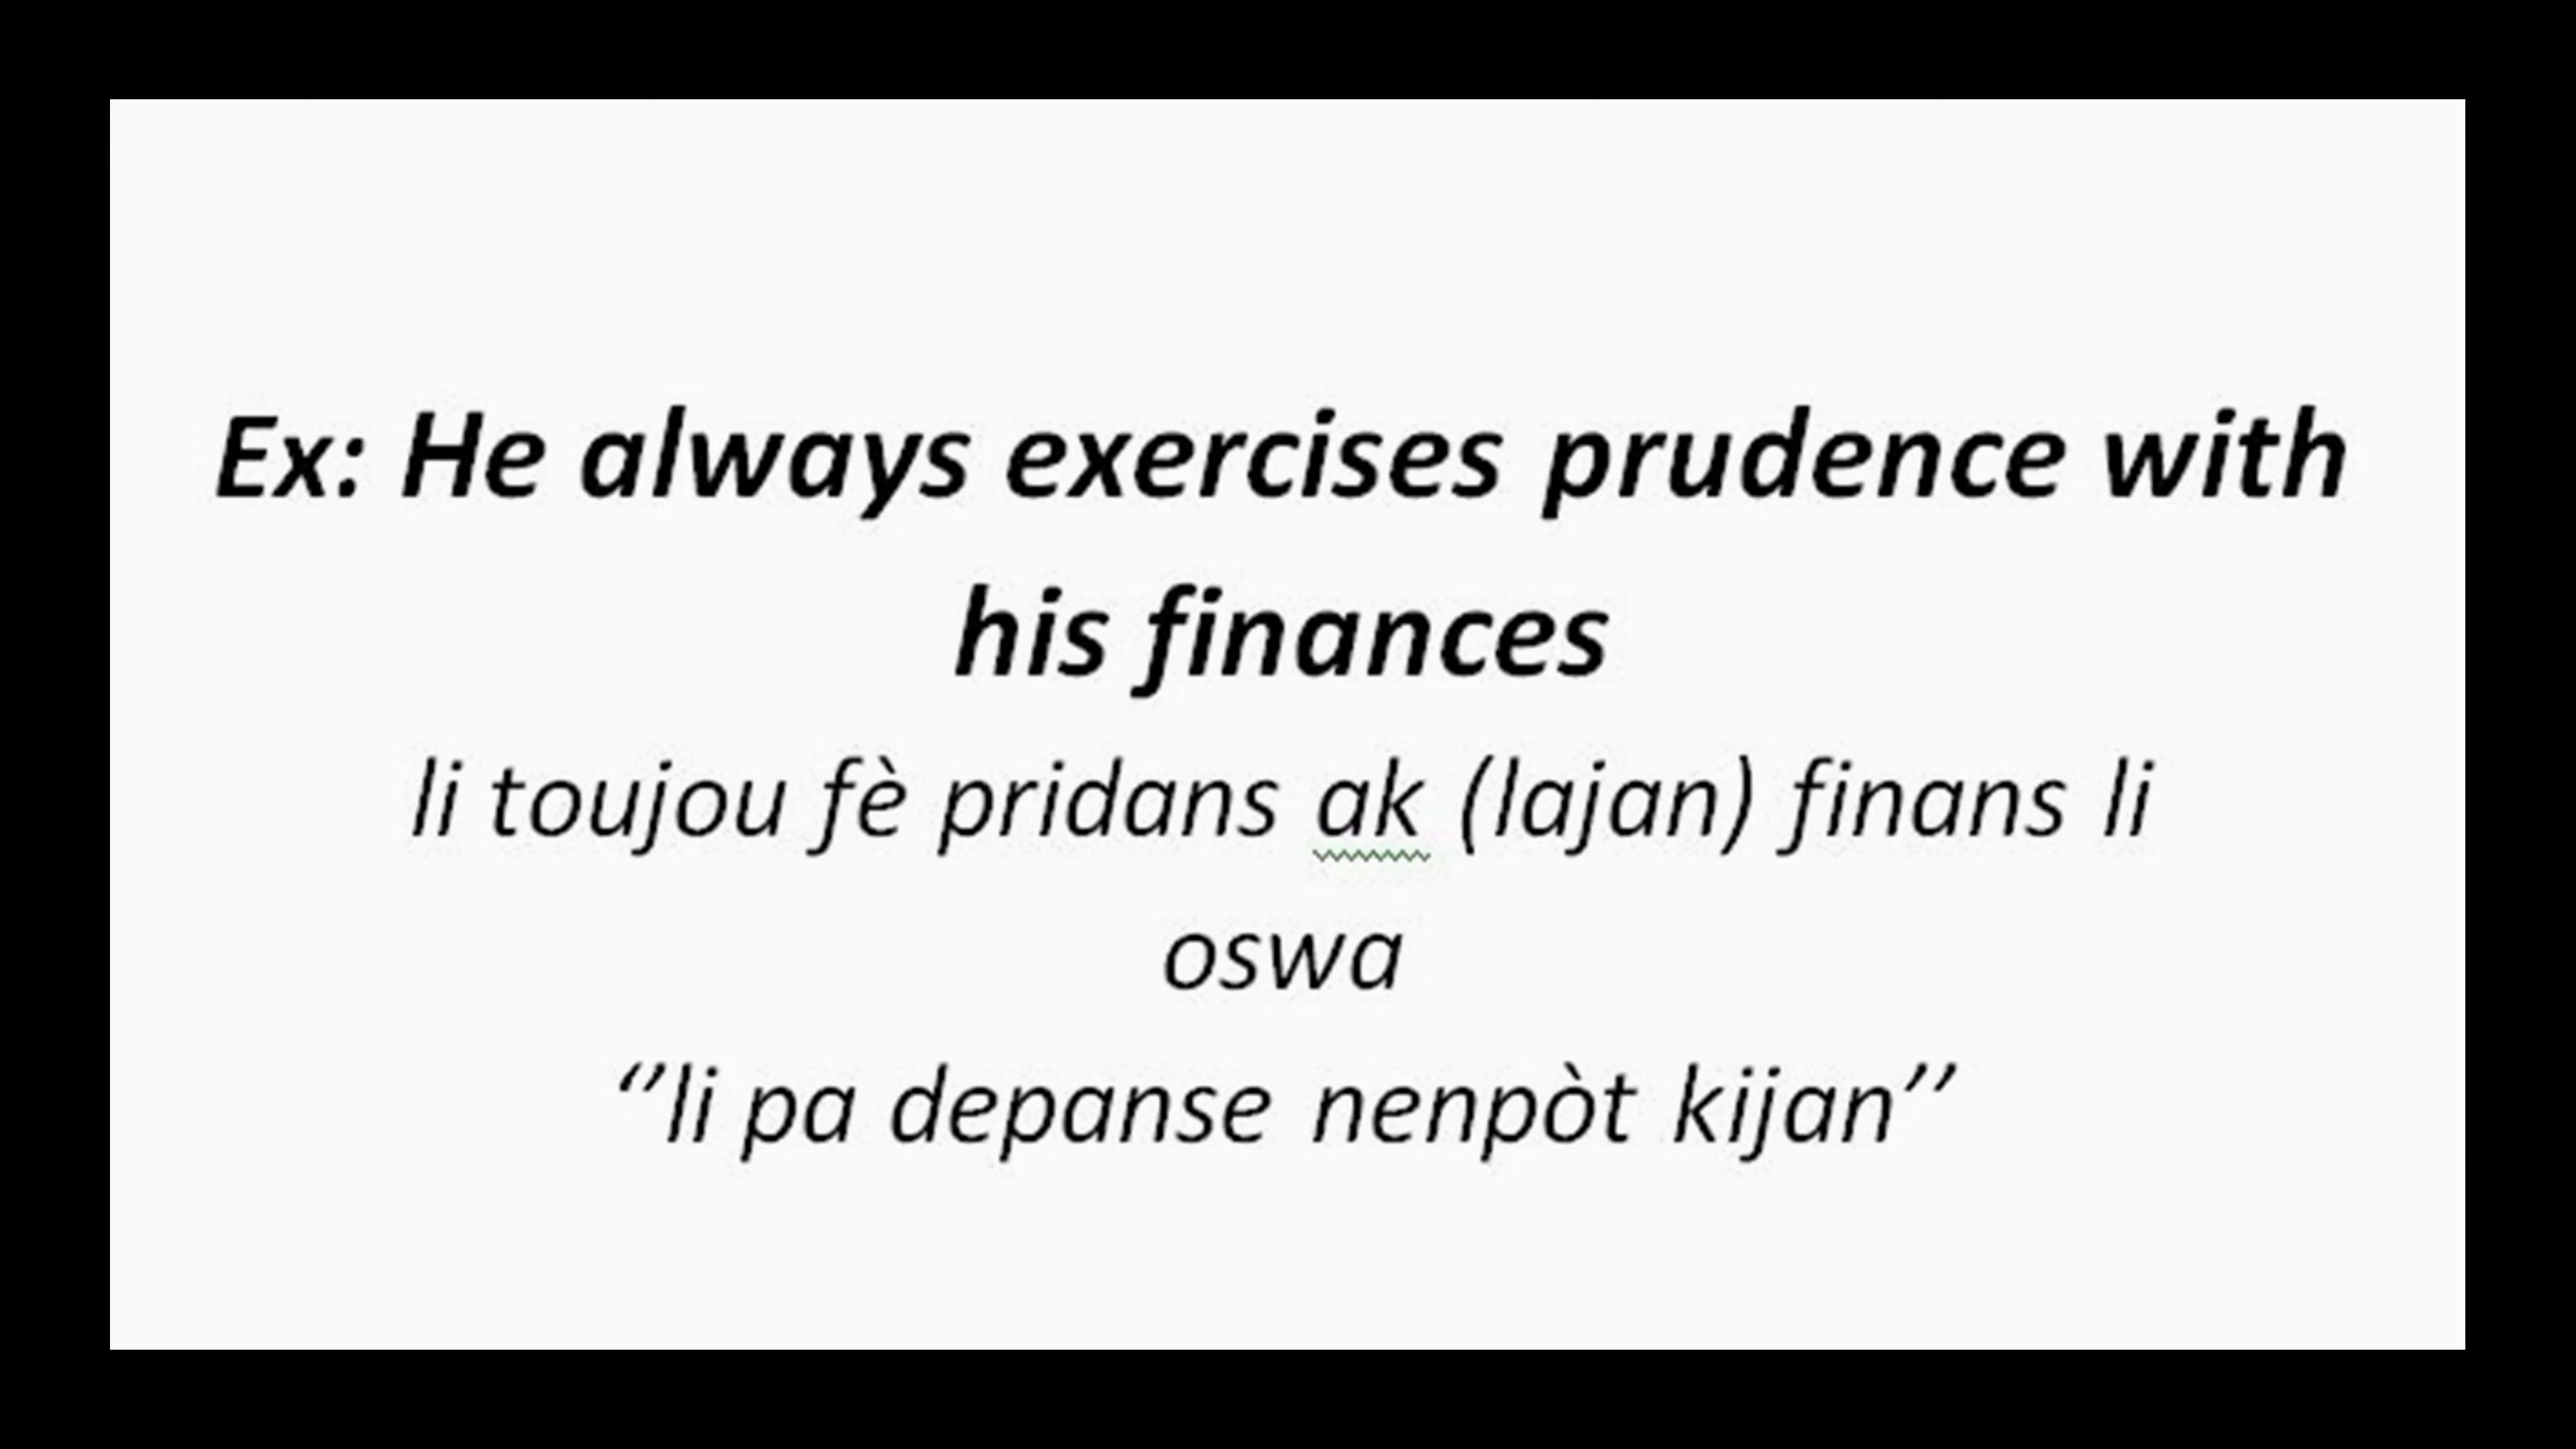 Ex: He always exercises prudence with
his finances
li toujou fè pridans ak (lajan) finans li
oswa
‘’li pa depanse nenpòt kijan’’